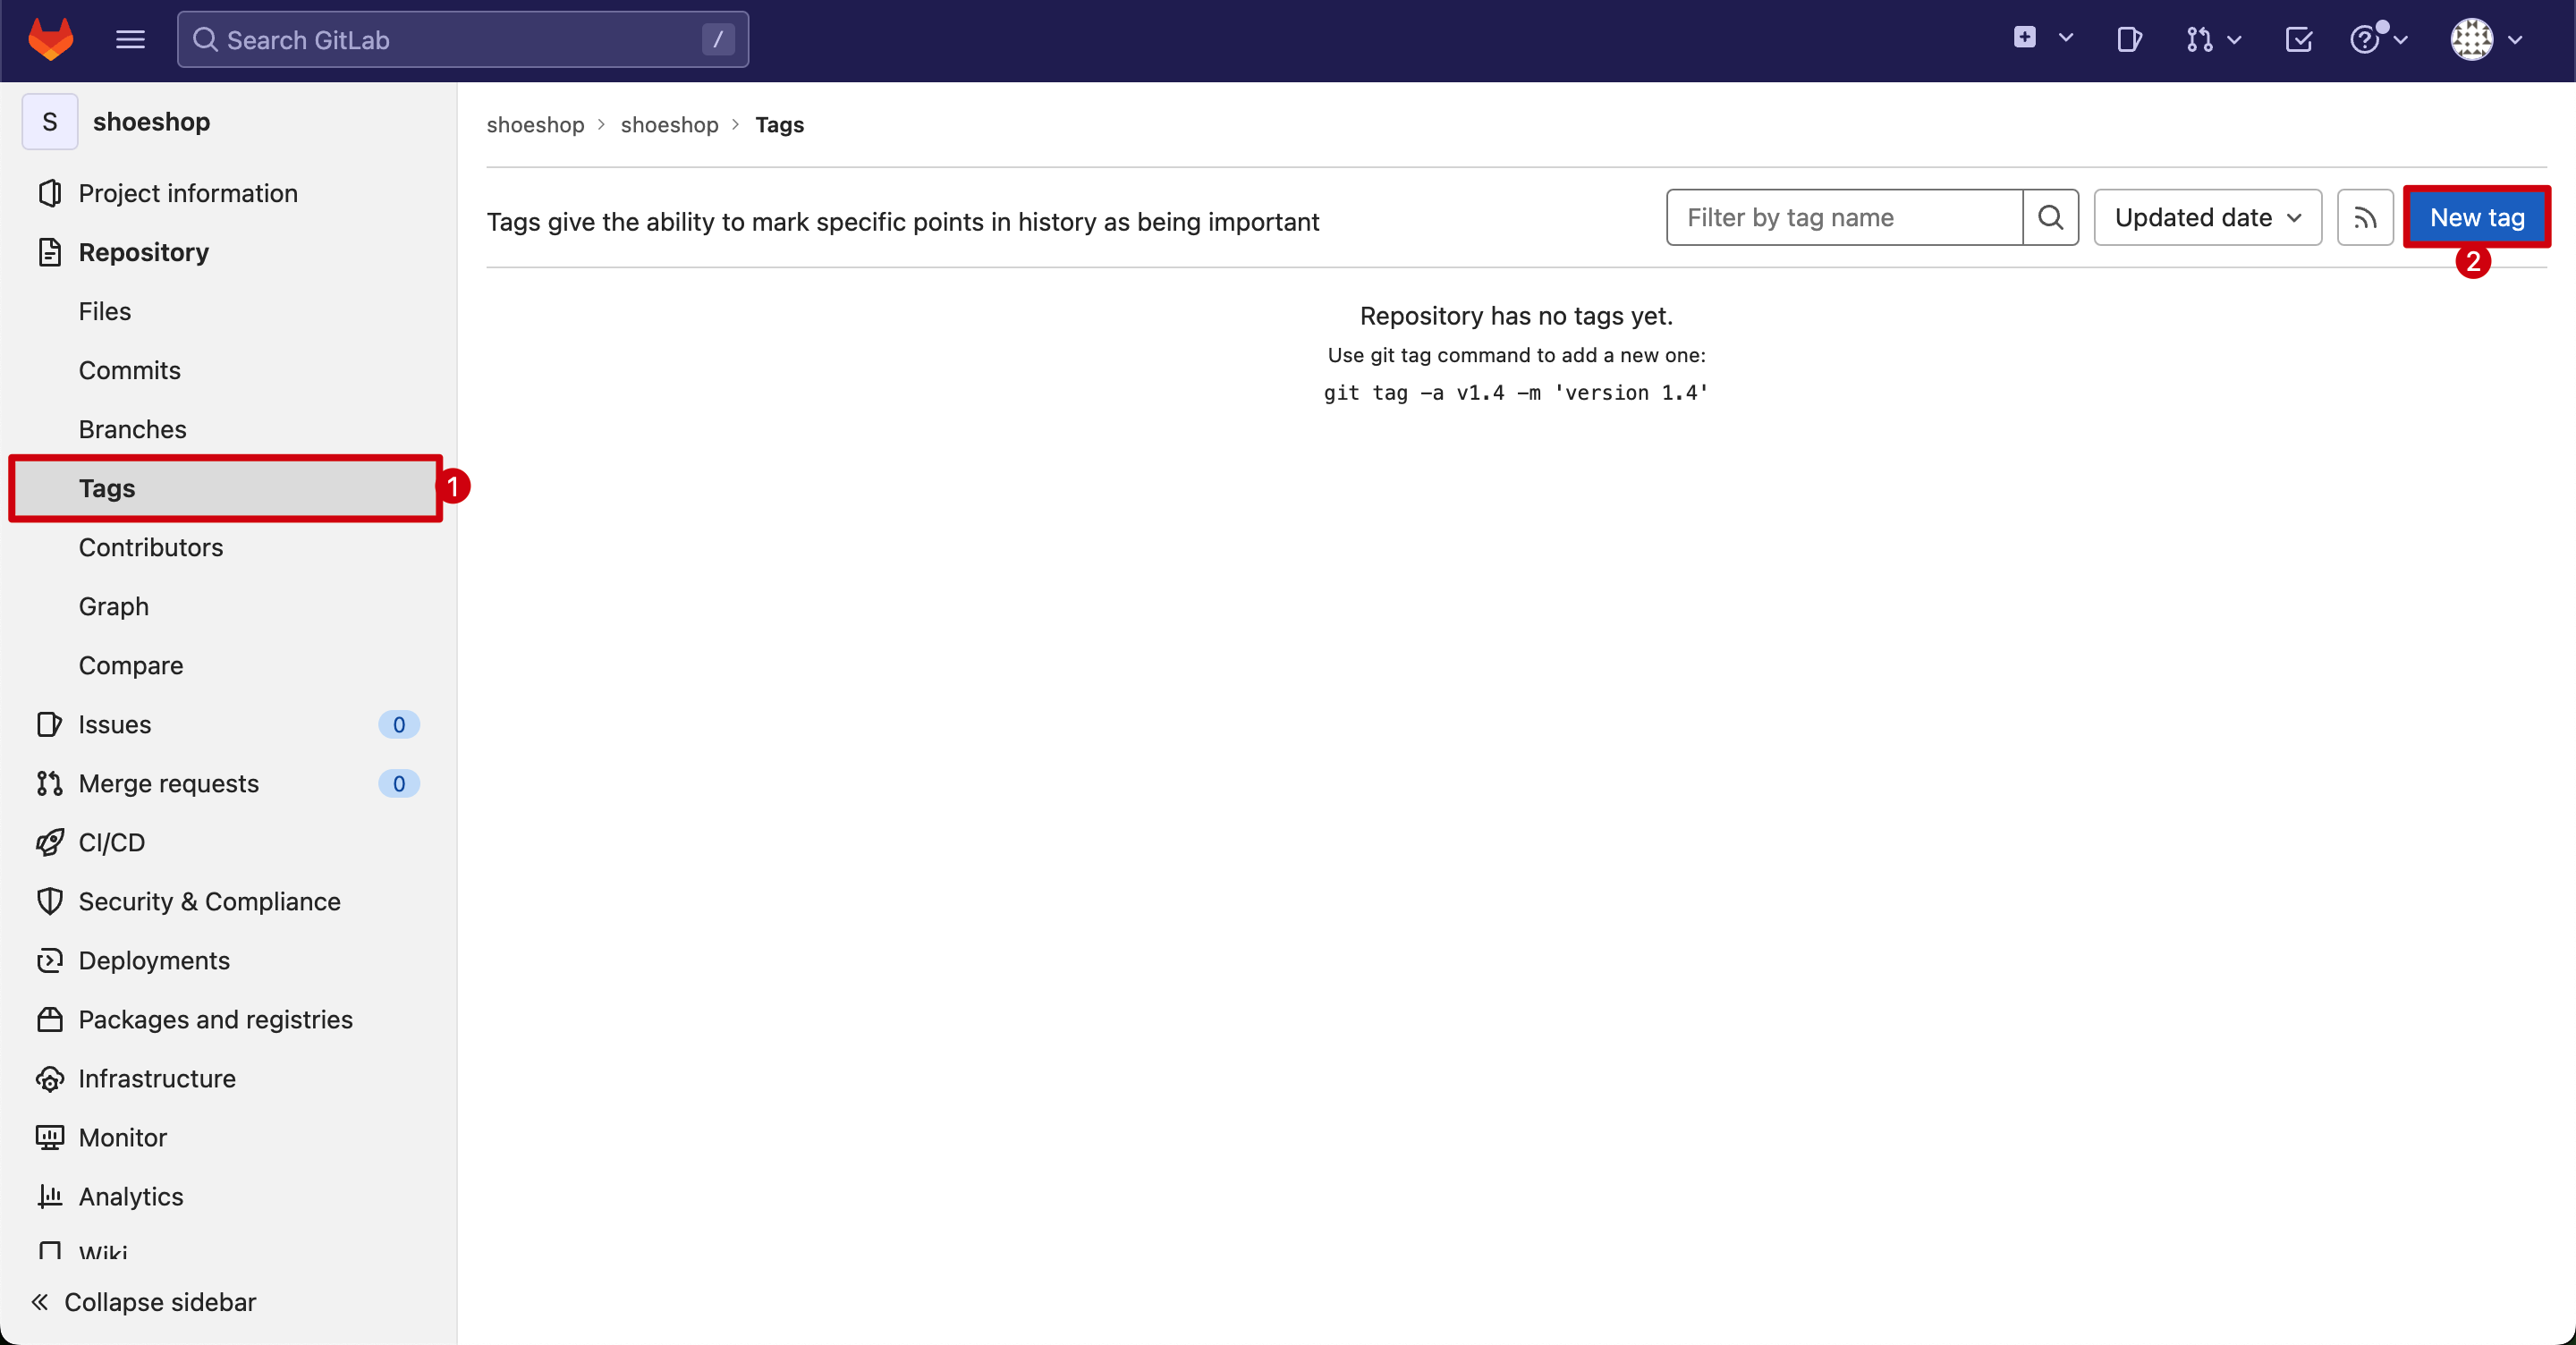 Search GitLab /
S shoeshop
Project information
Repository
Files
Commits
Branches
Tags 1
Contributors
Graph
Compare
Issues 0
Merge requests 0
CI/CD
Security & Compliance
Deployments
Packages and registries
Infrastructure
Monitor
Analytics
Wiki
Collapse sidebar
shoeshop > shoeshop > Tags
Tags give the ability to mark specific points in history as being important
Filter by tag name
Updated date
New tag
2
Repository has no tags yet.
Use git tag command to add a new one:
git tag -a v1.4 -m 'version 1.4'